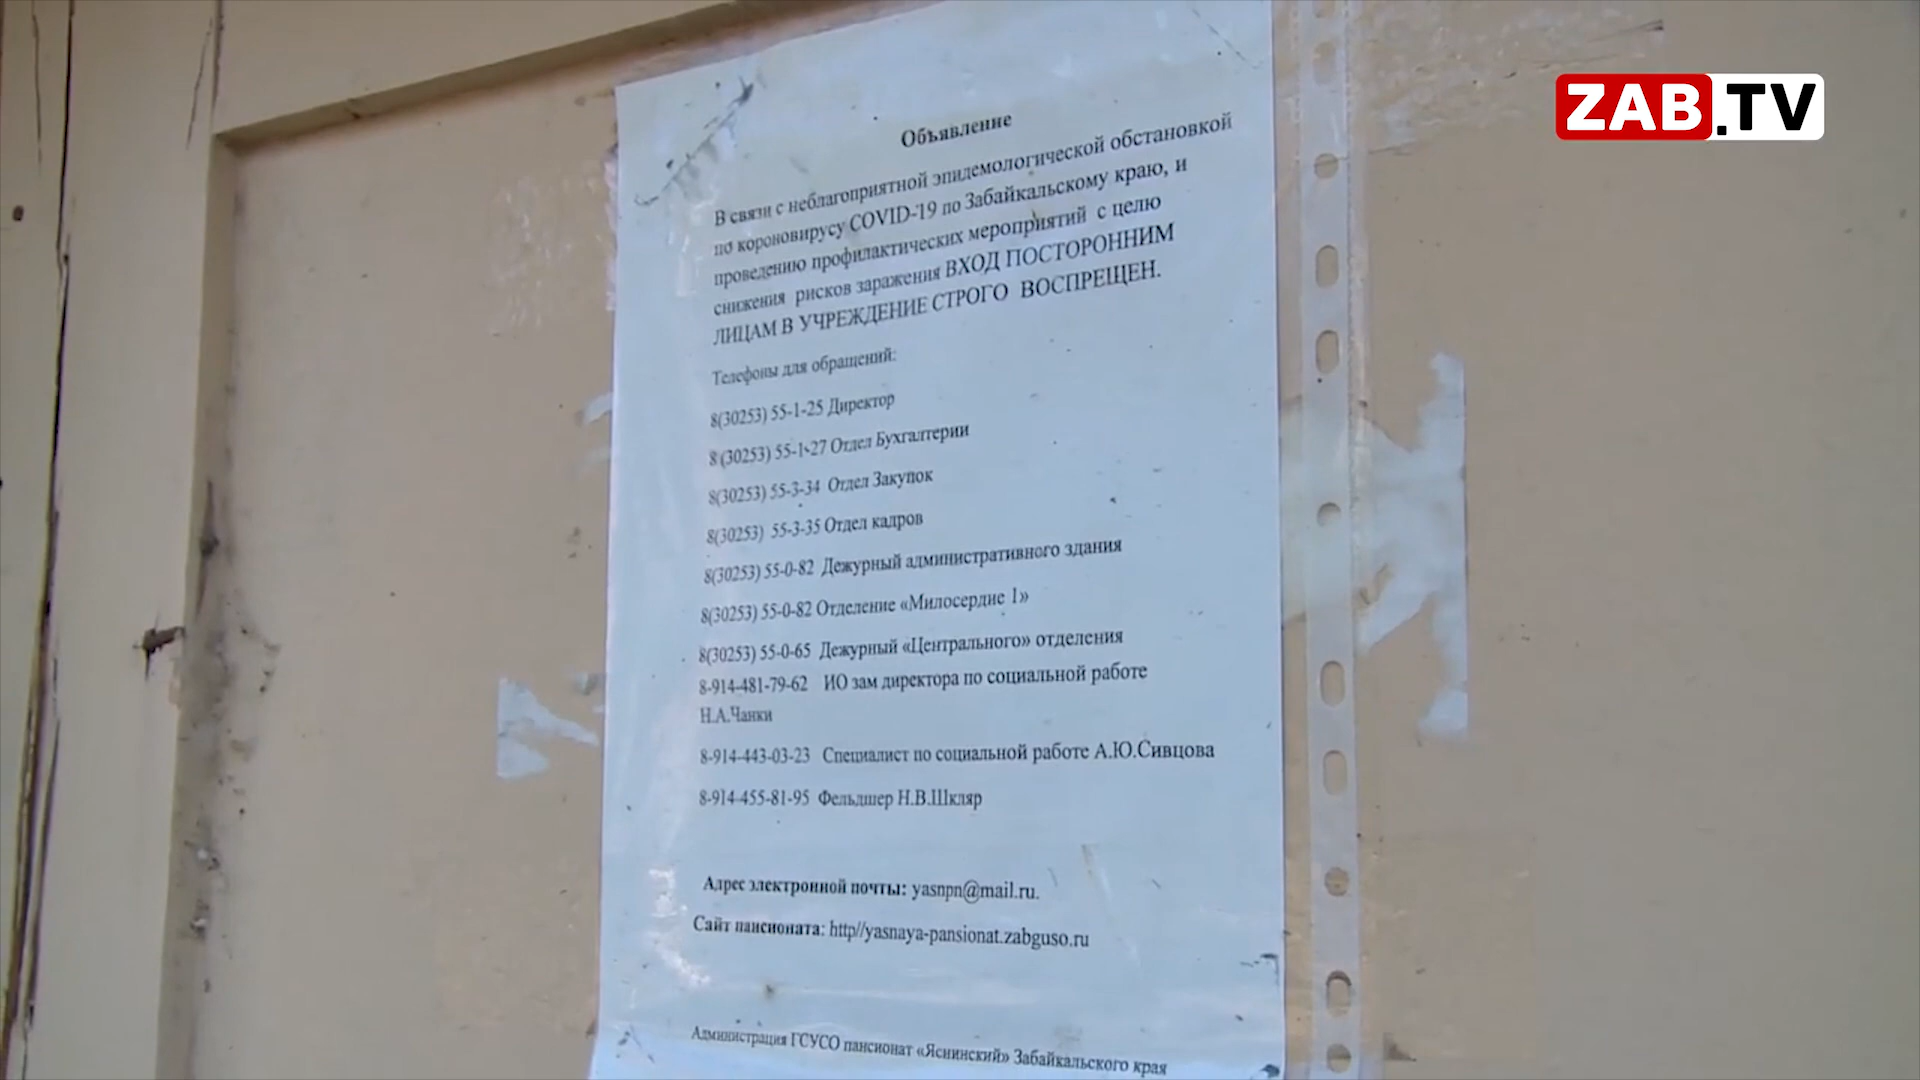 ZAB.TV
Объявление
В связи с неблагоприятной эпидемологической обстановкой
по короновирусу COVID-19 по Забайкальскому краю, и
проведению профилактических мероприятий с целю
снижения рисков заражения ВХОД ПОСТОРОННИМ
ЛИЦАМ В УЧРЕЖДЕНИЕ СТРОГО ВОСПРЕЩЕН.
Телефоны для обращений:
8(30253) 55-1-25 Директор
8 (30253) 55-1-27 Отдел Бухгалтерии
8(30253) 55-3-34 Отдел Закупок
8(30253) 55-3-35 Отдел кадров
8(30253) 55-0-82 Дежурный административного здания
8(30253) 55-0-82 Отделение «Милосердие 1»
8(30253) 55-0-65 Дежурный «Центрального» отделения
8-914-481-79-62 ИО зам директора по социальной работе
Н.А.Чанки
8-914-443-03-23 Специалист по социальной работе А.Ю.Сивцова
8-914-455-81-95 Фельдшер Н.В.Шкляр
Адрес электронной почты: yasnpn@mail.ru.
Сайт пансионата: http//yasnaya-pansionat.zabguso.ru
Администрация ГСУСО пансионат «Яснинский» Забайкальского края